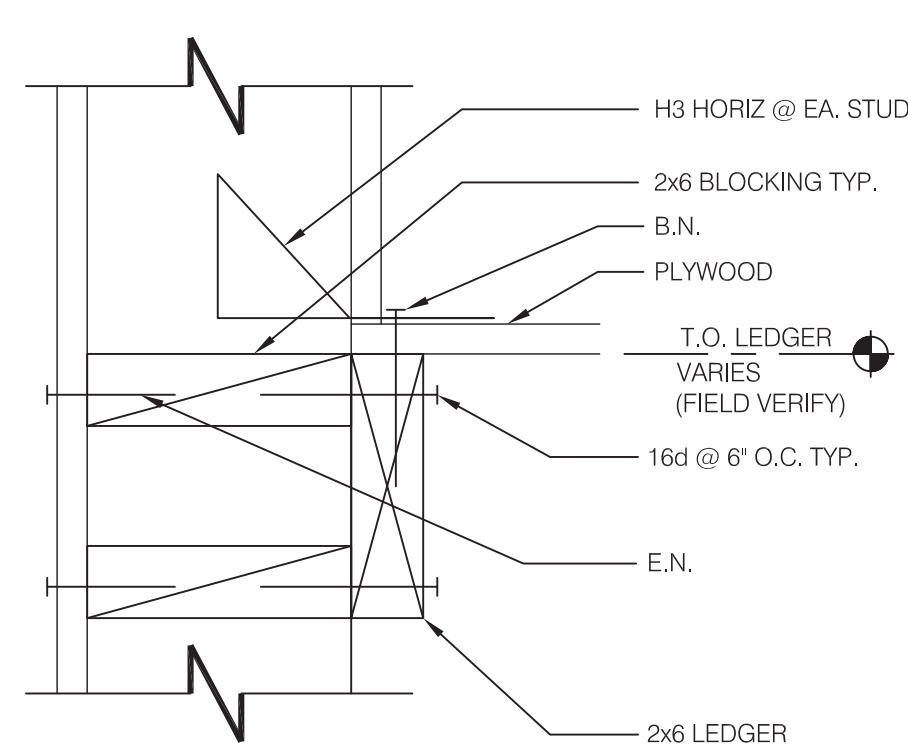 H3 HORIZ @ EA. STUD
2x6 BLOCKING TYP.
B.N.
PLYWOOD
T.O. LEDGER
VARIES
(FIELD VERIFY)
16d @ 6" O.C. TYP.
E.N.
2x6 LEDGER